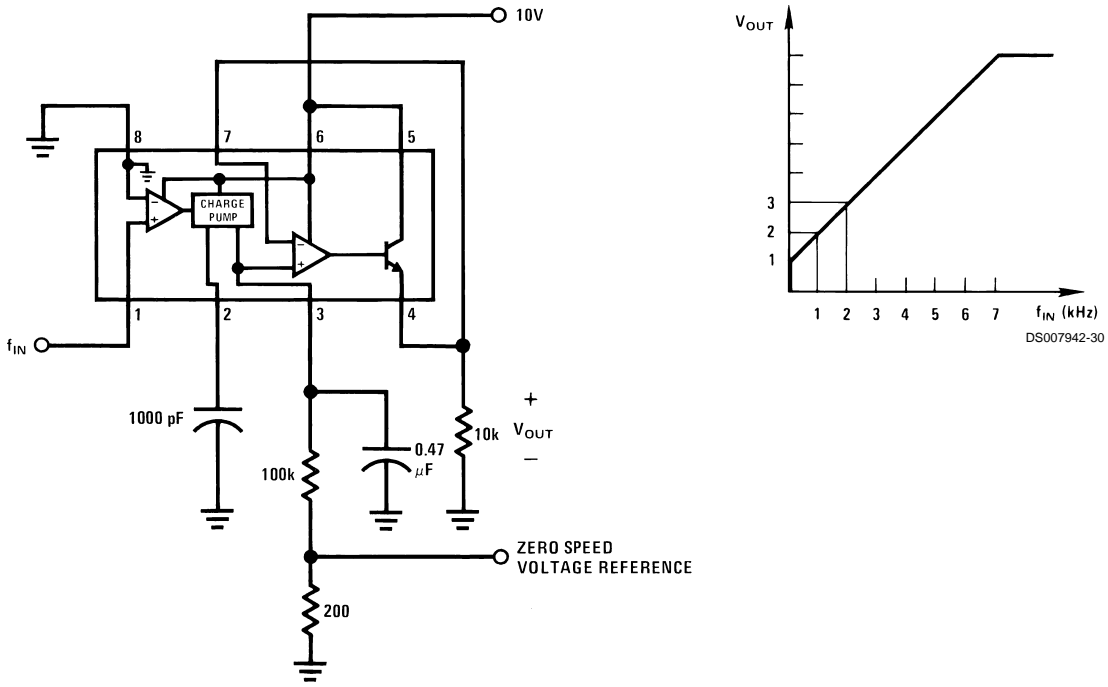 10V
8
7
6
5
CHARGE
PUMP
−
+
−
+
1
2
3
4
fIN
1000 pF
100k
0.47
μF
10k
+
VOUT
−
ZERO SPEED
VOLTAGE REFERENCE
200
VOUT
3
2
1
1 2 3 4 5 6 7
fIN (kHz)
DS007942-30